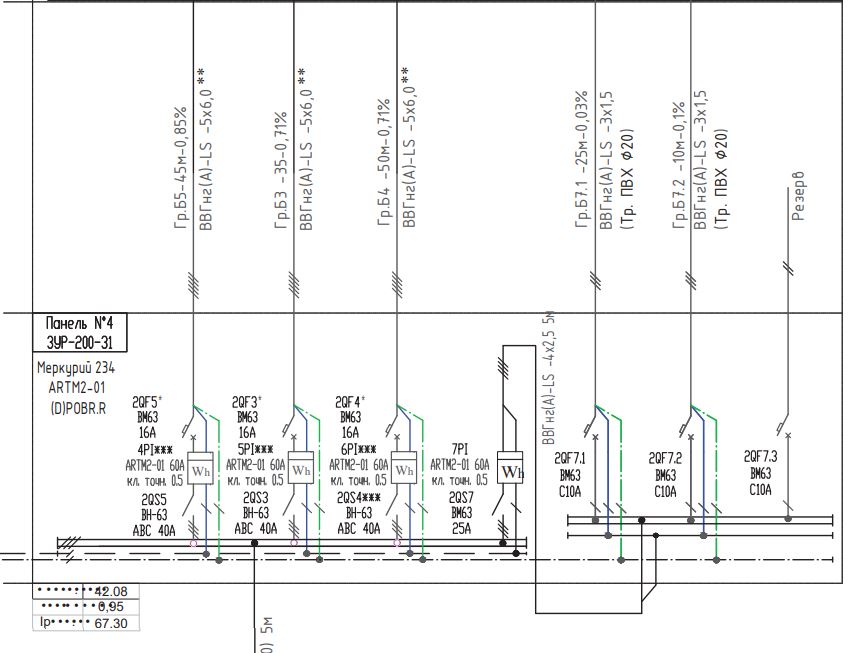 Гр.Б5-45м-0,85%
ВВГнг(А)-LS -5х6,0 **
Гр.Б3 -35-0,71%
ВВГнг(А)-LS -5х6,0 **
Гр.Б4 -50м-0,71%
ВВГнг(А)-LS -5х6,0 **
Гр.Б7.1 -25м-0,03%
ВВГнг(А)-LS -3х1,5
(Тр. ПВХ ф20)
Гр.Б7.2 -10м-0,1%
ВВГнг(А)-LS -3х1,5
(Тр. ПВХ ф20)
Резерв
Панель N°4
ЗУР-200-31
Меркурий 234
ARTM2-01
(D)POBR.R
2QF5*
ВМ63
16А
4PI***
ARTM2-01 60А
кл. точн. 0.5
2QS5
ВН-63
АВС 40А
2QF3*
ВМ63
16А
5PI***
ARTM2-01 60А
кл. точн. 0.5
2QS3
ВН-63
АВС 40А
2QF4*
ВМ63
16А
6PI***
ARTM2-01 60А
кл. точн. 0.5
2QS4***
ВН-63
АВС 40А
7PI
ARTM2-01 60А
кл. точн. 0.5
2QS7
ВМ63
25А
Wh
Wh
Wh
Wh
ВВГнг(А)-LS -4х2,5 5м
2QF7.1
ВМ63
С10А
2QF7.2
ВМ63
С10А
2QF7.3
ВМ63
С10А
42.08
0,95
Iр 67.30
0) 5м